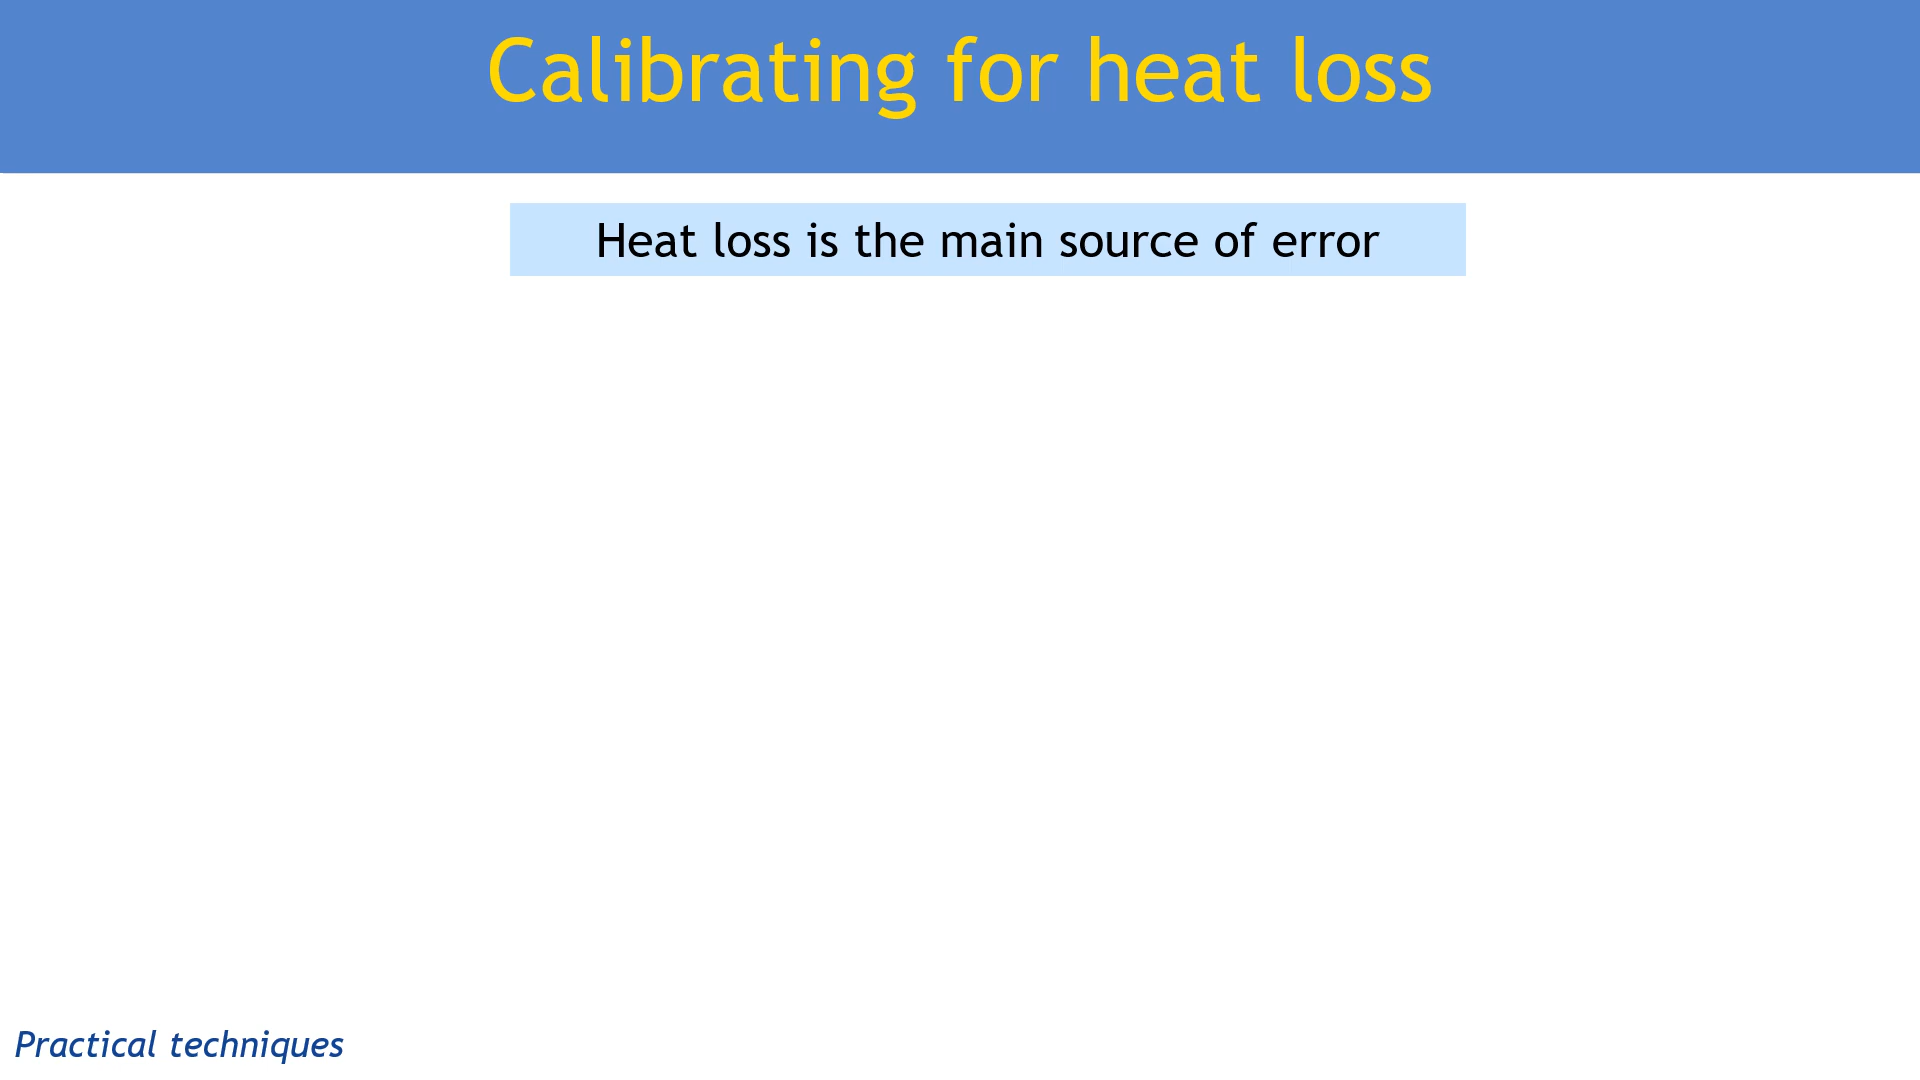 Calibrating for heat loss
Heat loss is the main source of error
Practical techniques